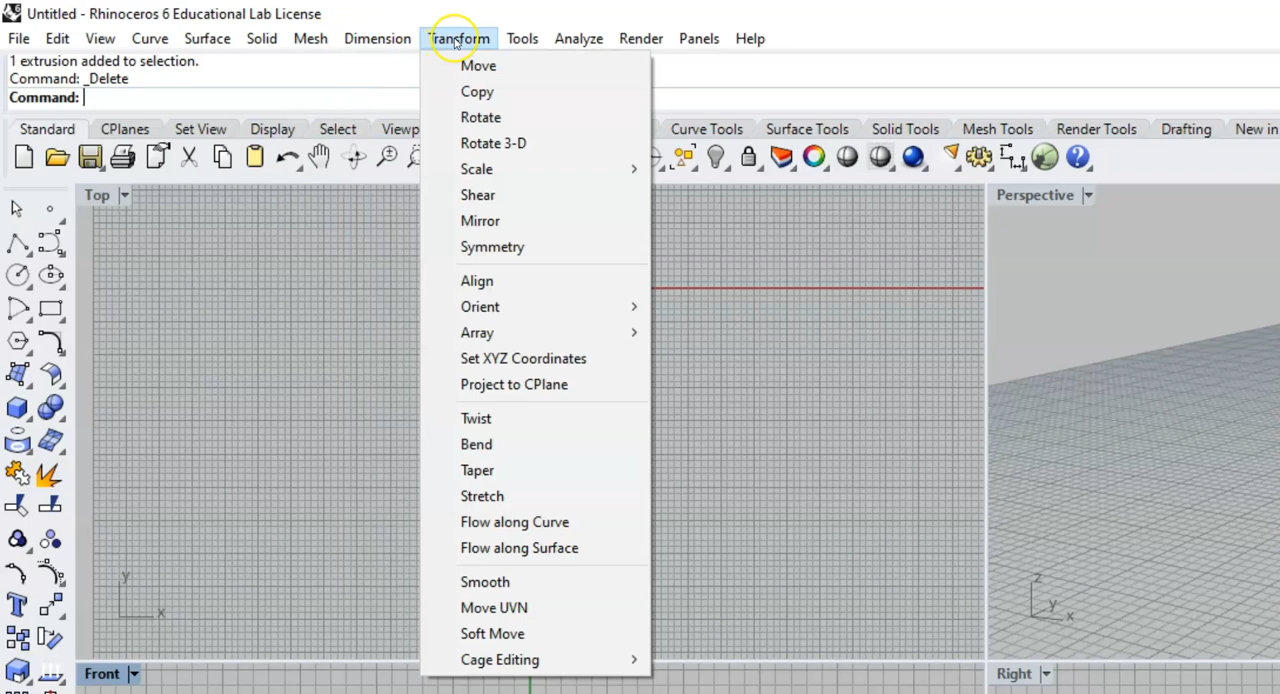 Untitled - Rhinoceros 6 Educational Lab License
File Edit View Curve Surface Solid Mesh Dimension Transform Tools Analyze Render Panels Help
1 extrusion added to selection.
Command: _Delete
Command:
Standard CPlanes Set View Display Select Viewp Curve Tools Surface Tools Solid Tools Mesh Tools Render Tools Drafting New in
Top
Perspective
Move
Copy
Rotate
Rotate 3-D
Scale
Shear
Mirror
Symmetry
Align
Orient
Array
Set XYZ Coordinates
Project to CPlane
Twist
Bend
Taper
Stretch
Flow along Curve
Flow along Surface
Smooth
Move UVN
Soft Move
Cage Editing
y
x
z
y
x
Front
Right